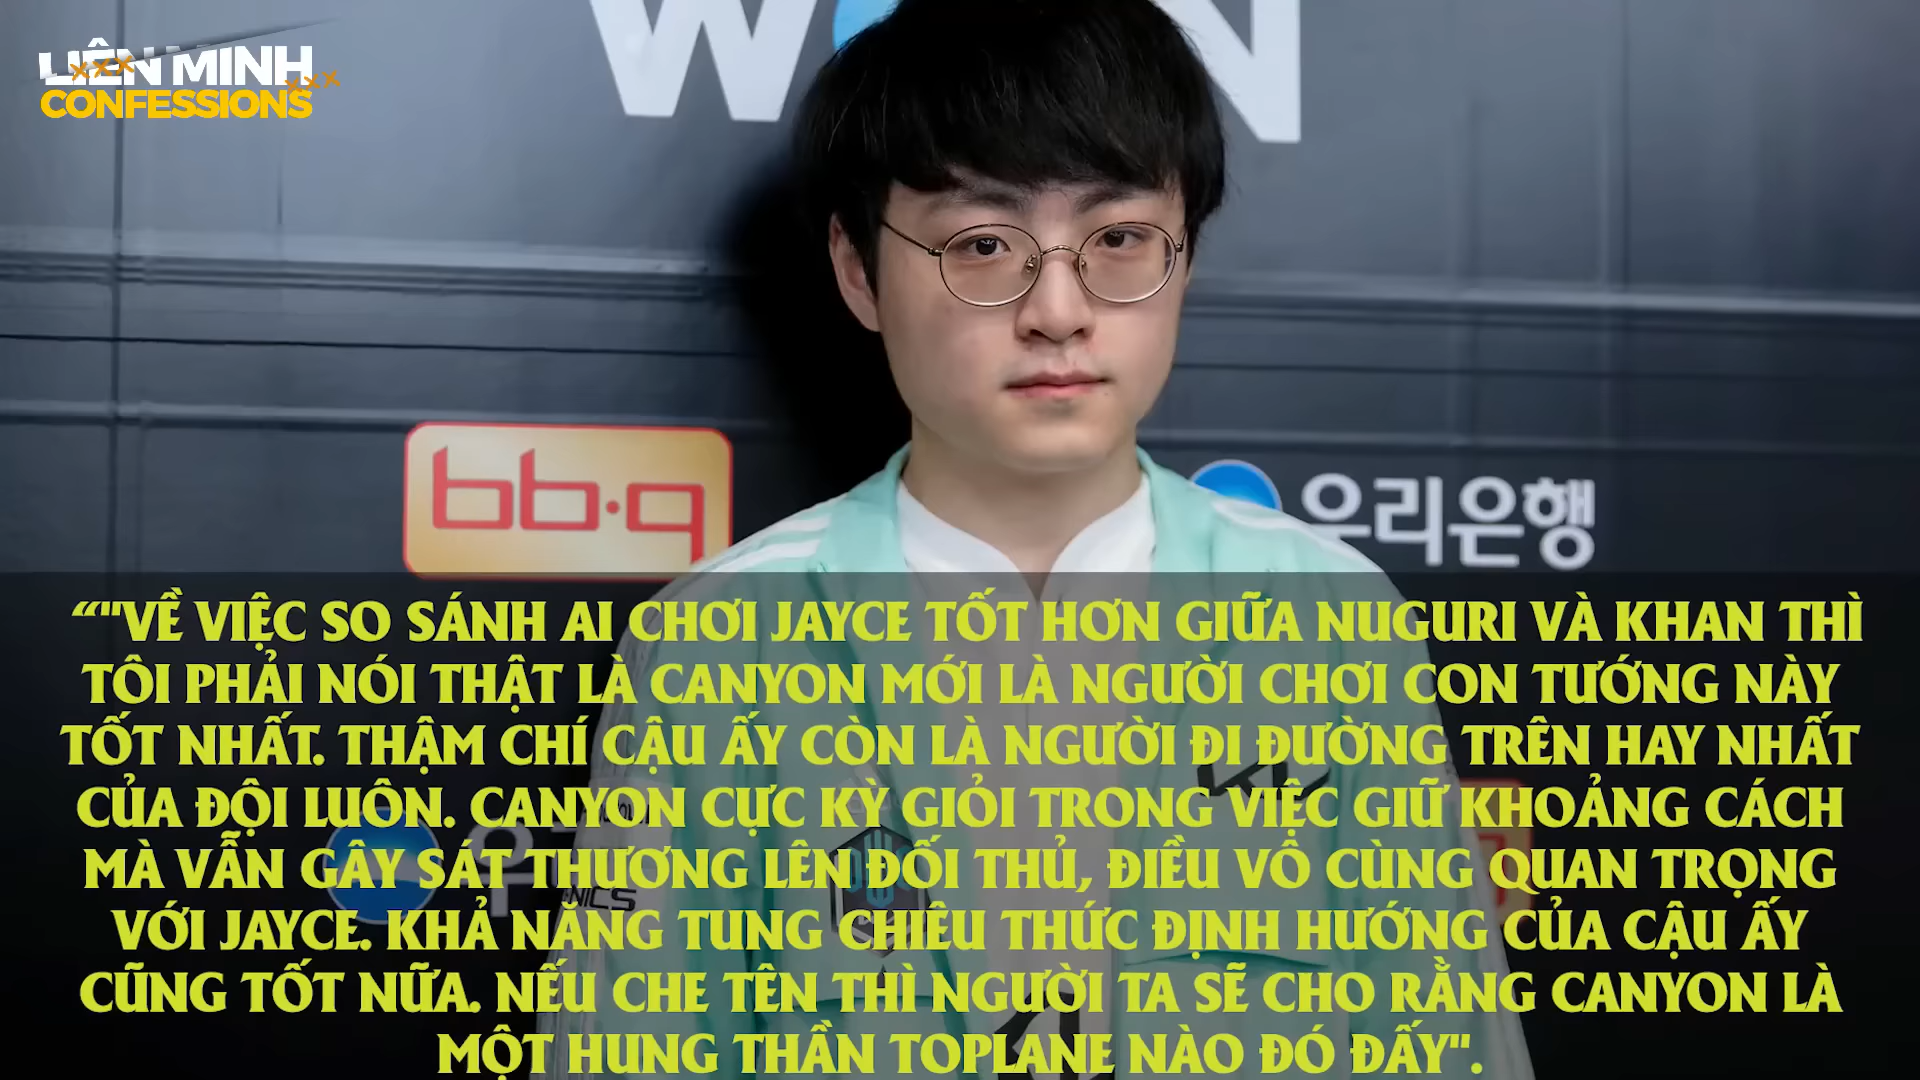 LIÊN MINH
CONFESSIONS
bb.q
우리은행
“"VỀ VIỆC SO SÁNH AI CHƠI JAYCE TỐT HƠN GIỮA NUGURI VÀ KHAN THÌ
TÔI PHẢI NÓI THẬT LÀ CANYON MỚI LÀ NGƯỜI CHƠI CON TƯỚNG NÀY
TỐT NHẤT. THẬM CHÍ CẬU ẤY CÒN LÀ NGƯỜI ĐI ĐƯỜNG TRÊN HAY NHẤT
CỦA ĐỘI LUÔN. CANYON CỰC KỲ GIỎI TRONG VIỆC GIỮ KHOẢNG CÁCH
MÀ VẪN GÂY SÁT THƯƠNG LÊN ĐỐI THỦ, ĐIỀU VÔ CÙNG QUAN TRỌNG
VỚI JAYCE. KHẢ NĂNG TUNG CHIÊU THỨC ĐỊNH HƯỚNG CỦA CẬU ẤY
CŨNG TỐT NỮA. NẾU CHE TÊN THÌ NGƯỜI TA SẼ CHO RẰNG CANYON LÀ
MỘT HUNG THẦN TOPLANE NÀO ĐÓ ĐẤY".